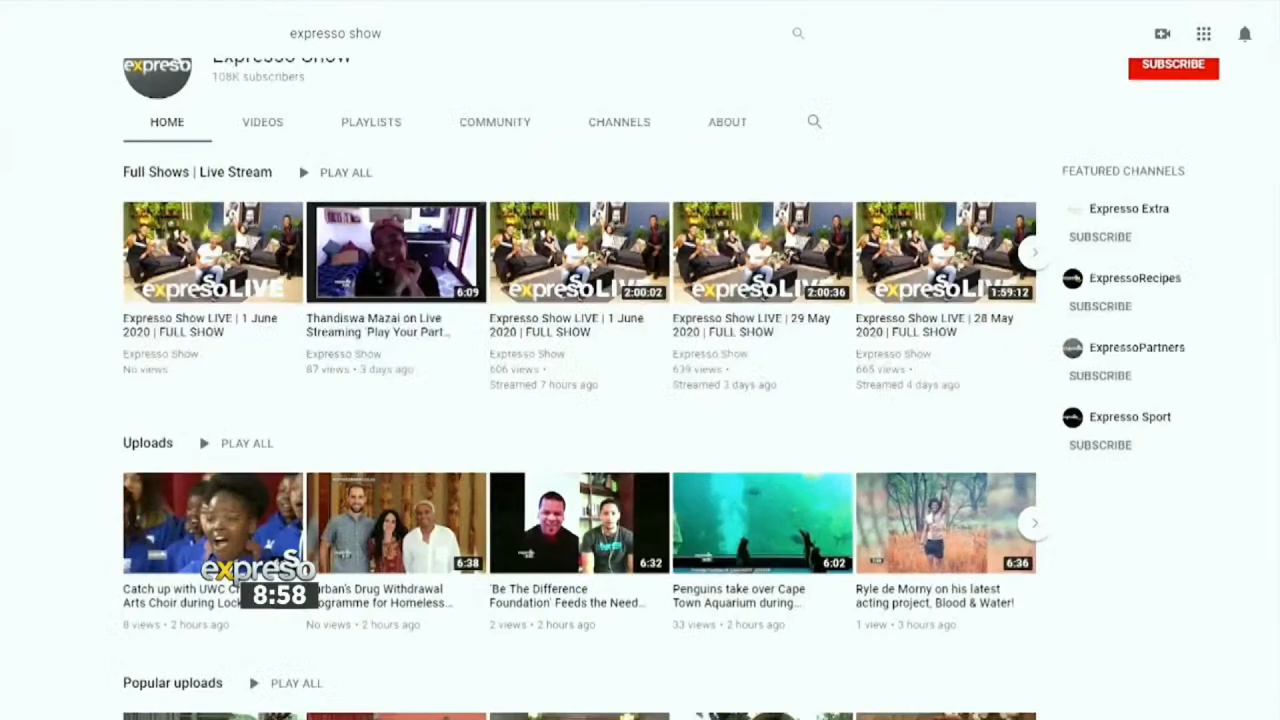 expresso show
expresso
Expresso Show
108K subscribers
SUBSCRIBE
HOME
VIDEOS
PLAYLISTS
COMMUNITY
CHANNELS
ABOUT
Full Shows | Live Stream
PLAY ALL
expressoLIVE
6:09
expressoLIVE
2:00:02
expressoLIVE
2:00:36
expressoLIVE
1:59:12
Expresso Show LIVE | 1 June
2020 | FULL SHOW
Expresso Show
No views
Thandiswa Mazai on Live
Streaming 'Play Your Part...
Expresso Show
87 views • 3 days ago
Expresso Show LIVE | 1 June
2020 | FULL SHOW
Expresso Show
606 views •
Streamed 7 hours ago
Expresso Show LIVE | 29 May
2020 | FULL SHOW
Expresso Show
639 views •
Streamed 3 days ago
Expresso Show LIVE | 28 May
2020 | FULL SHOW
Expresso Show
665 views •
Streamed 4 days ago
FEATURED CHANNELS
Expresso Extra
SUBSCRIBE
ExpressoRecipes
SUBSCRIBE
ExpressoPartners
SUBSCRIBE
Expresso Sport
SUBSCRIBE
Uploads
PLAY ALL
6:38
6:32
6:02
6:36
Catch up with UWC
Arts Choir during
8 views • 2 hours ago
Drug Withdrawal
for Homeless...
No views • 2 hours ago
'Be The Difference
Foundation' Feeds the Need...
2 views • 2 hours ago
Penguins take over Cape
Town Aquarium during...
33 views • 2 hours ago
Ryle de Morny on his latest
acting project, Blood & Water!
1 view • 3 hours ago
expresso
8:58
Popular uploads
PLAY ALL